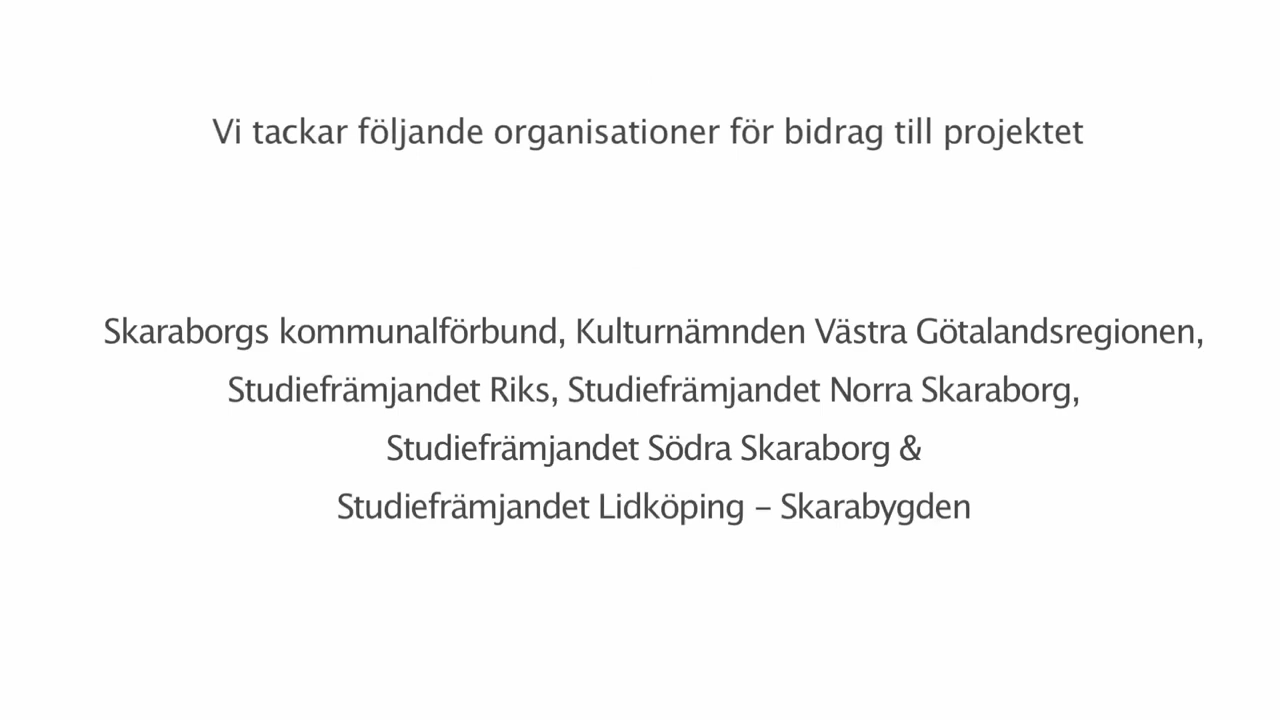 Vi tackar följande organisationer för bidrag till projektet
Skaraborgs kommunalförbund, Kulturnämnden Västra Götalandsregionen,
Studiefrämjandet Riks, Studiefrämjandet Norra Skaraborg,
Studiefrämjandet Södra Skaraborg &
Studiefrämjandet Lidköping – Skarabygden